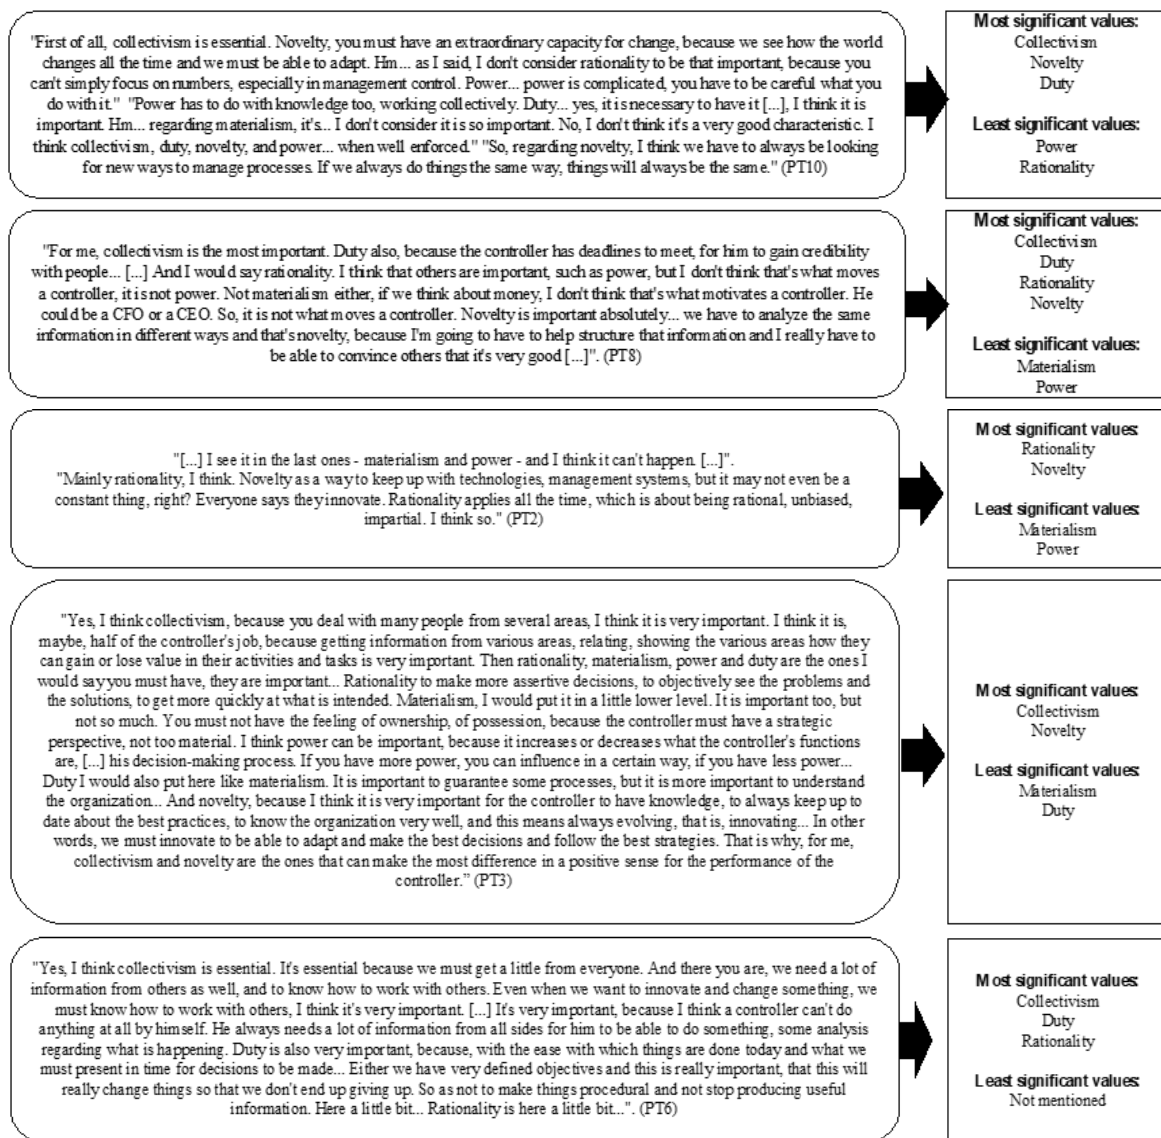 "First of all, collectivism is essential. Novelty, you must have an extraordinary capacity for change, because we see how the world
changes all the time and we must be able to adapt. Hm... as I said, I don't consider rationality to be that important, because you
can't simply focus on numbers, especially in management control. Power... power is complicated, you have to be careful what you
do with it." "Power has to do with knowledge too, working collectively. Duty... yes, it is necessary to have it [...], I think it is
important. Hm... regarding materialism, it's... I don't consider it is so important. No, I don't think it's a very good characteristic. I
think collectivism, duty, novelty, and power... when well enforced." "So, regarding novelty, I think we have to always be looking
for new ways to manage processes. If we always do things the same way, things will always be the same." (PT10)
Most significant values:
Collectivism
Novelty
Duty
Least significant values:
Power
Rationality
"For me, collectivism is the most important. Duty also, because the controller has deadlines to meet, for him to gain credibility
with people... [...] And I would say rationality. I think that others are important, such as power, but I don't think that's what moves
a controller, it is not power. Not materialism either, if we think about money, I don't think that's what motivates a controller. He
could be a CFO or a CEO. So, it is not what moves a controller. Novelty is important absolutely... we have to analyze the same
information in different ways and that's novelty, because I'm going to have to help structure that information and I really have to
be able to convince others that it's very good [...]". (PT8)
Most significant values:
Collectivism
Duty
Rationality
Novelty
Least significant values:
Materialism
Power
"[...] I see it in the last ones - materialism and power - and I think it can't happen. [...]".
"Mainly rationality, I think. Novelty as a way to keep up with technologies, management systems, but it may not even be a
constant thing, right? Everyone says they innovate. Rationality applies all the time, which is about being rational, unbiased,
impartial. I think so." (PT2)
Most significant values:
Rationality
Novelty
Least significant values:
Materialism
Power
"Yes, I think collectivism, because you deal with many people from several areas, I think it is very important. I think it is,
maybe, half of the controller's job, because getting information from various areas, relating, showing the various areas how they
can gain or lose value in their activities and tasks is very important. Then rationality, materialism, power and duty are the ones I
would say you must have, they are important... Rationality to make more assertive decisions, to objectively see the problems and
the solutions, to get more quickly at what is intended. Materialism, I would put it in a little lower level. It is important too, but
not so much. You must not have the feeling of ownership, of possession, because the controller must have a strategic
perspective, not too material. I think power can be important, because it increases or decreases what the controller's functions
are, [...] his decision-making process. If you have more power, you can influence in a certain way, if you have less power...
Duty I would also put here like materialism. It is important to guarantee some processes, but it is more important to understand
the organization... And novelty, because I think it is very important for the controller to have knowledge, to always keep up to
date about the best practices, to know the organization very well, and this means always evolving, that is, innovating... In other
words, we must innovate to be able to adapt and make the best decisions and follow the best strategies. That is why, for me,
collectivism and novelty are the ones that can make the most difference in a positive sense for the performance of the
controller." (PT3)
Most significant values:
Collectivism
Novelty
Least significant values:
Materialism
Duty
"Yes, I think collectivism is essential. It's essential because we must get a little from everyone. And there you are, we need a lot of
information from others as well, and to know how to work with others. Even when we want to innovate and change something, we
must know how to work with others, I think it's very important. [...] It's very important, because I think a controller can't do
anything at all by himself. He always needs a lot of information from all sides for him to be able to do something, some analysis
regarding what is happening. Duty is also very important, because, with the ease with which things are done today and what we
must present in time for decisions to be made... Either we have very defined objectives and this is really important, that this will
really change things so that we don't end up giving up. So as not to make things procedural and not stop producing useful
information. Here a little bit... Rationality is here a little bit...". (PT6)
Most significant values:
Collectivism
Duty
Rationality
Least significant values:
Not mentioned